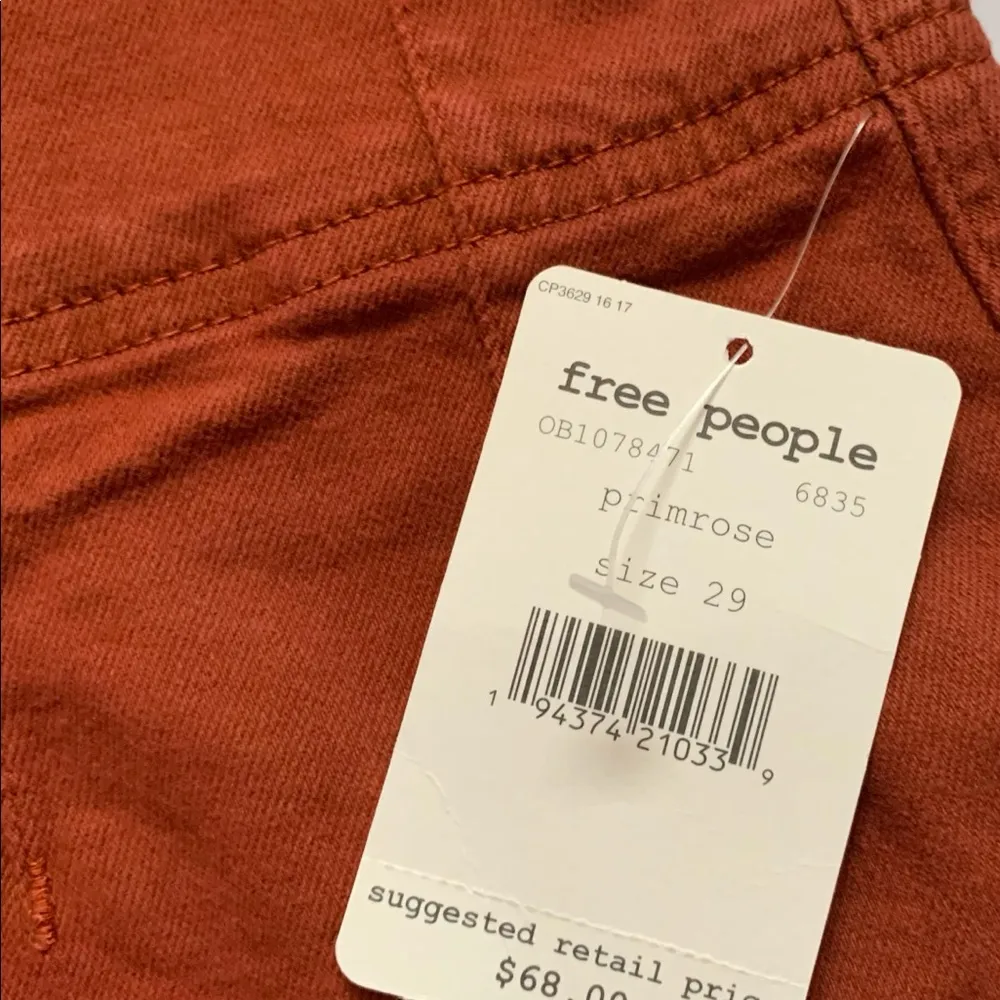 CP3629 16 17
free people
OB1078471 6835
primrose
size 29
1 94374 21033 9
suggested retail pric
$68.00